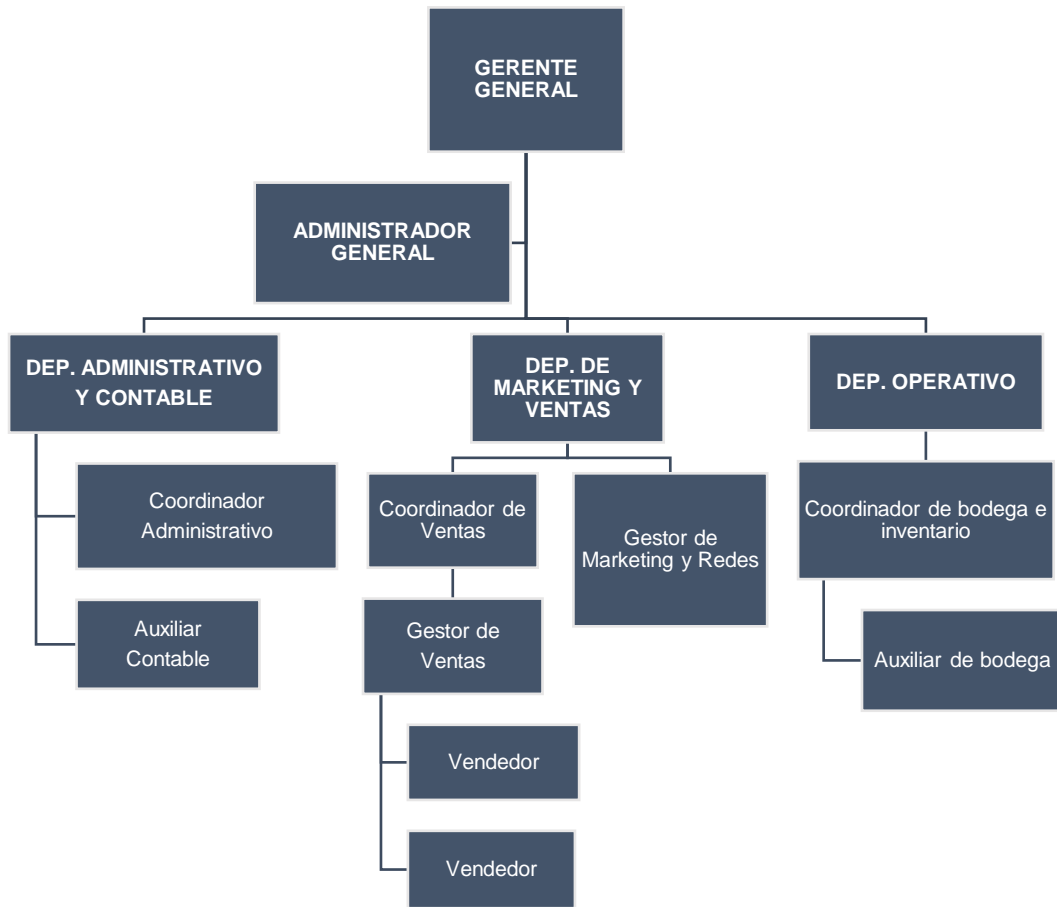 GERENTE
GENERAL
ADMINISTRADOR
GENERAL
DEP. ADMINISTRATIVO
Y CONTABLE
DEP. DE
MARKETING Y
VENTAS
DEP. OPERATIVO
Coordinador
Administrativo
Auxiliar
Contable
Coordinador de
Ventas
Gestor de
Marketing y Redes
Gestor de
Ventas
Vendedor
Vendedor
Coordinador de bodega e
inventario
Auxiliar de bodega